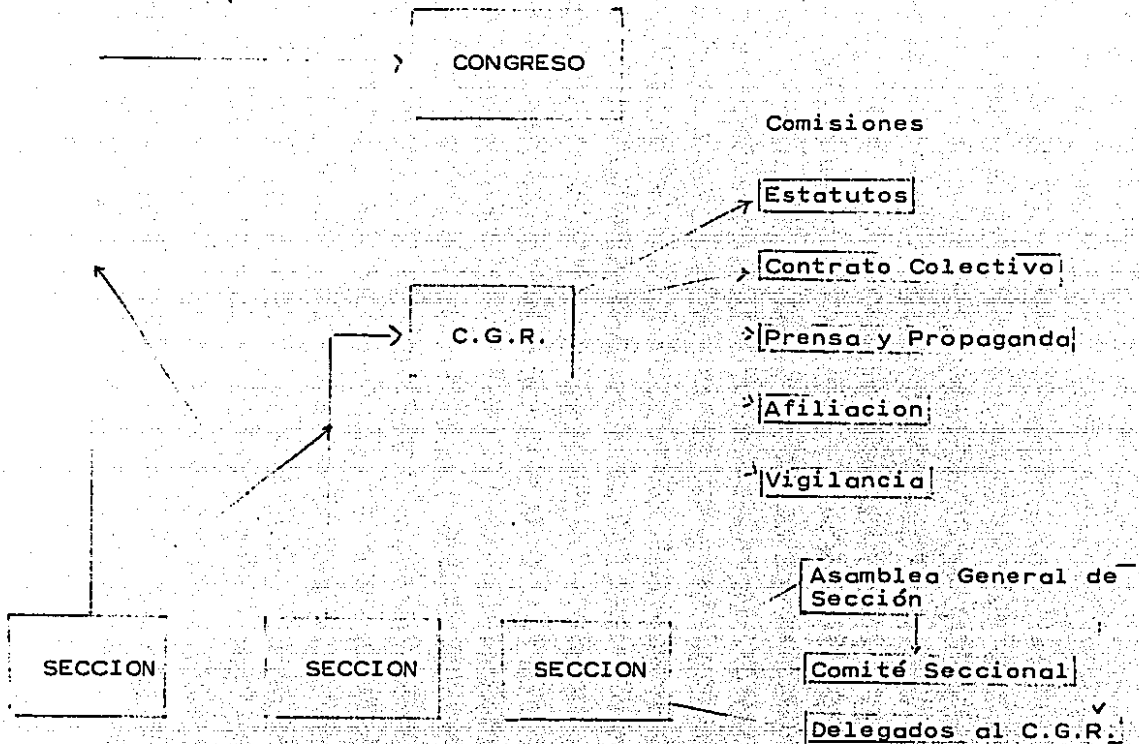 CONGRESO
Comisiones
Estatutos
Contrato Colectivo
C.G.R.
Prensa y Propaganda
Afiliacion
Vigilancia
Asamblea General de
Sección
SECCION
SECCION
SECCION
Comité Seccional
Delegados al C.G.R.